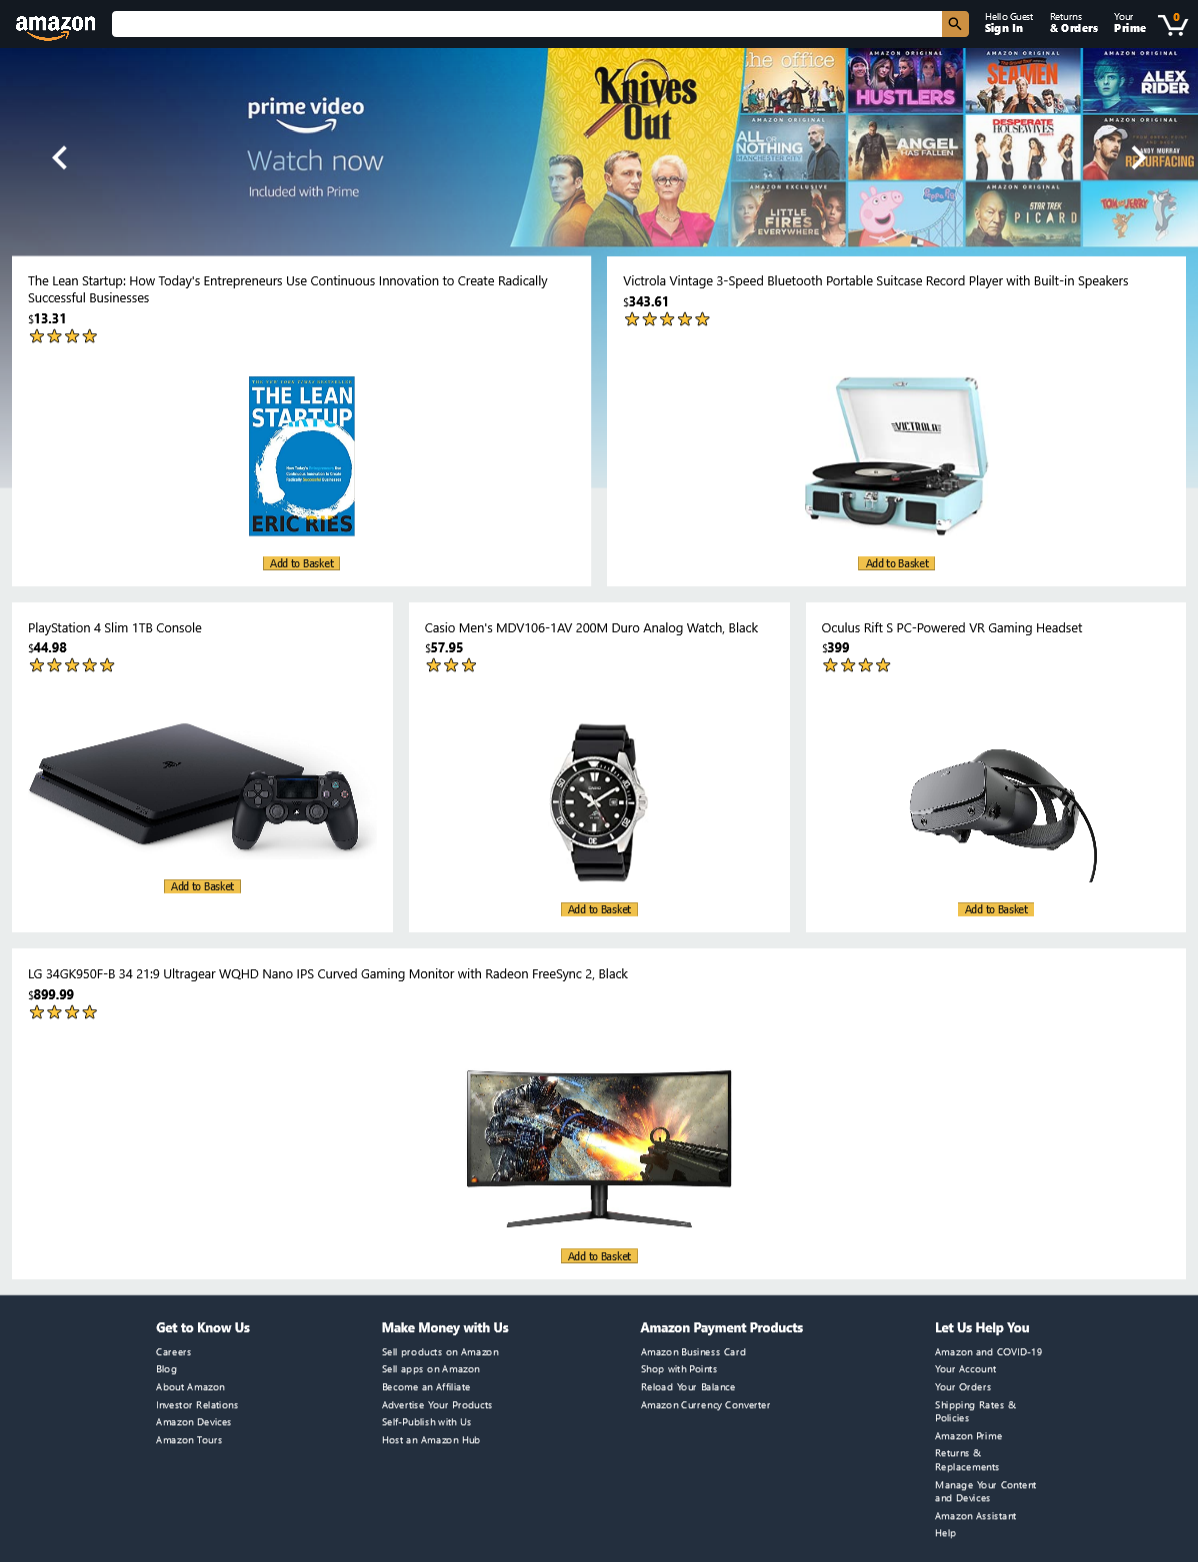 amazon
Hello Guest
Sign In
Returns
& Orders
Your
Prime
0
prime video
Watch now
Included with Prime
Knives
Out
the office
AMAZON ORIGINAL
HUSTLERS
AMAZON ORIGINAL
SEAMEN
AMAZON ORIGINAL
ALEX
RIDER
AMAZON ORIGINAL
ALL OR
NOTHING
MANCHESTER CITY
ANGEL
HAS FALLEN
DESPERATE
HOUSEWIVES
AMAZON ORIGINAL
ANDY MURRAY
RESURFACING
AMAZON EXCLUSIVE
LITTLE
FIRES
EVERYWHERE
Peppa Pig
AMAZON ORIGINAL
STAR TREK
PICARD
TOM and JERRY
The Lean Startup: How Today's Entrepreneurs Use Continuous Innovation to Create Radically
Successful Businesses
$13.31
THE LEAN
STARTUP
How Today's Entrepreneurs Use
Continuous Innovation to Create
Radically Successful Businesses
ERIC RIES
Add to Basket
Victrola Vintage 3-Speed Bluetooth Portable Suitcase Record Player with Built-in Speakers
$343.61
VICTROLA
Add to Basket
PlayStation 4 Slim 1TB Console
$44.98
Add to Basket
Casio Men's MDV106-1AV 200M Duro Analog Watch, Black
$57.95
Add to Basket
Oculus Rift S PC-Powered VR Gaming Headset
$399
Add to Basket
LG 34GK950F-B 34 21:9 Ultragear WQHD Nano IPS Curved Gaming Monitor with Radeon FreeSync 2, Black
$899.99
Add to Basket
Get to Know Us
Careers
Blog
About Amazon
Investor Relations
Amazon Devices
Amazon Tours
Make Money with Us
Sell products on Amazon
Sell apps on Amazon
Become an Affiliate
Advertise Your Products
Self-Publish with Us
Host an Amazon Hub
Amazon Payment Products
Amazon Business Card
Shop with Points
Reload Your Balance
Amazon Currency Converter
Let Us Help You
Amazon and COVID-19
Your Account
Your Orders
Shipping Rates &
Policies
Amazon Prime
Returns &
Replacements
Manage Your Content
and Devices
Amazon Assistant
Help